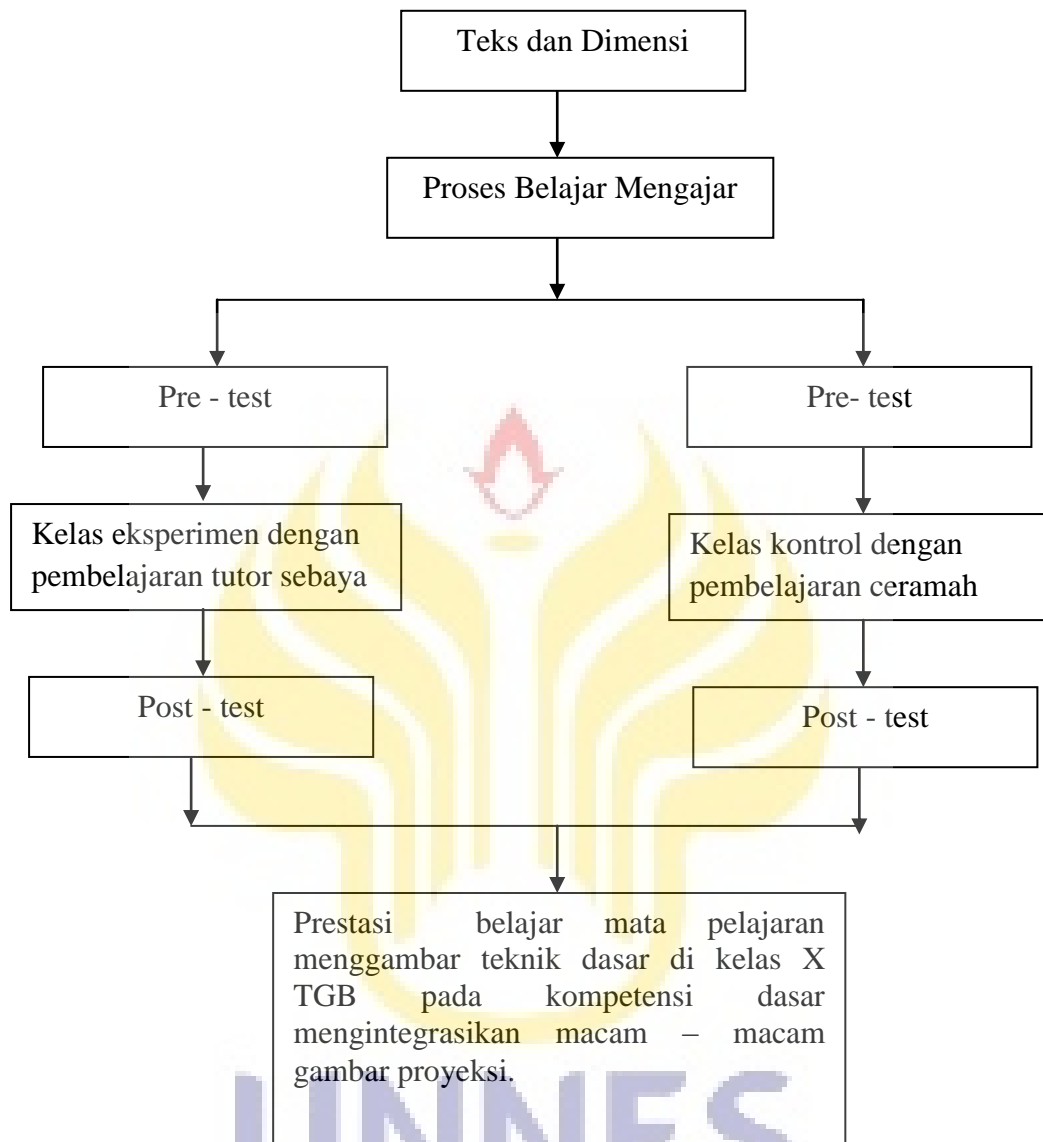 Teks dan Dimensi
Proses Belajar Mengajar
Pre - test
Pre- test
Kelas eksperimen dengan
pembelajaran tutor sebaya
Kelas kontrol dengan
pembelajaran ceramah
Post - test
Post - test
Prestasi belajar mata pelajaran
menggambar teknik dasar di kelas X
TGB pada kompetensi dasar
mengintegrasikan macam – macam
gambar proyeksi.
UNNES